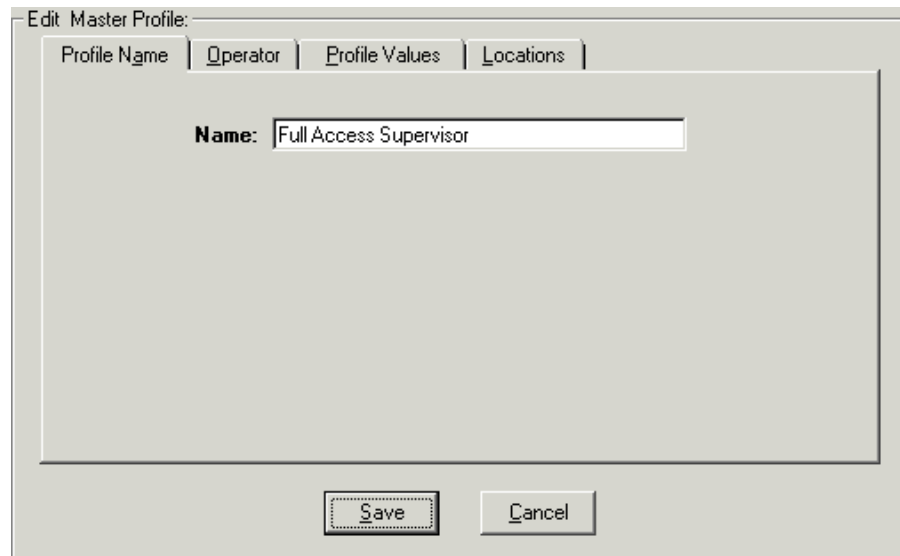 Edit Master Profile:
Profile Name Operator Profile Values Locations
Name: Full Access Supervisor
Save Cancel